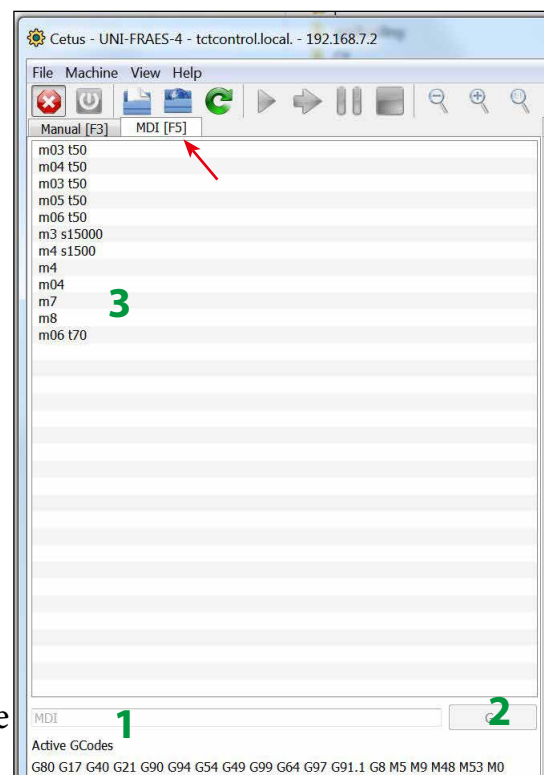 Cetus - UNI-FRAES-4 - tctcontrol.local. - 192.168.7.2
File Machine View Help
Manual [F3] MDI [F5]
m03 t50
m04 t50
m03 t50
m05 t50
m06 t50
m3 s15000
m4 s1500
m4
m04
m7
m8
m06 t70
3
e
MDI 1 2
Active GCodes
G80 G17 G40 G21 G90 G94 G54 G49 G99 G64 G97 G91.1 G8 M5 M9 M48 M53 M0